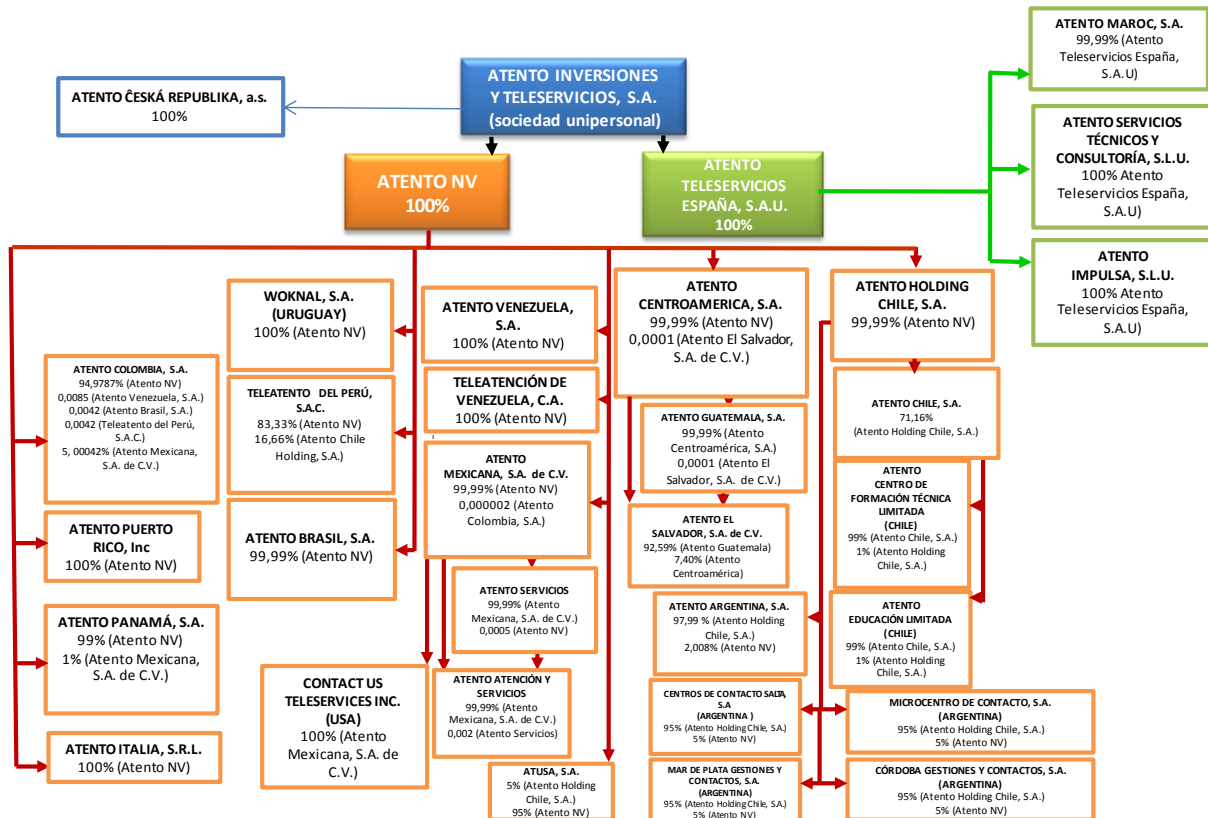 ATENTO MAROC, S.A.
99,99% (Atento
Teleservicios España,
S.A.U)
ATENTO INVERSIONES
Y TELESERVICIOS, S.A.
(sociedad unipersonal)
ATENTO ĈESKÁ REPUBLIKA, a.s.
100%
ATENTO SERVICIOS
TÉCNICOS Y
CONSULTORÍA, S.L.U.
100% Atento
Teleservicios España,
S.A.U)
ATENTO NV
100%
ATENTO
TELESERVICIOS
ESPAÑA, S.A.U.
100%
ATENTO
IMPULSA, S.L.U.
100% Atento
Teleservicios España,
S.A.U)
WOKNAL, S.A.
(URUGUAY)
100% (Atento NV)
ATENTO VENEZUELA,
S.A.
100% (Atento NV)
ATENTO
CENTROAMERICA, S.A.
99,99% (Atento NV)
0,0001 (Atento El Salvador,
S.A. de C.V.)
ATENTO HOLDING
CHILE, S.A.
99,99% (Atento NV)
ATENTO COLOMBIA, S.A.
94,9787% (Atento NV)
0,0085 (Atento Venezuela, S.A.)
0,0042 (Atento Brasil, S.A.)
0,0042 (Teleatento del Perú,
S.A.C.)
5, 00042% (Atento Mexicana,
S.A. de C.V.)
TELEATENTO DEL PERÚ,
S.A.C.
83,33% (Atento NV)
16,66% (Atento Chile
Holding, S.A.)
TELEATENCIÓN DE
VENEZUELA, C.A.
100% (Atento NV)
ATENTO GUATEMALA, S.A.
99,99% (Atento
Centroamérica, S.A.)
0,0001 (Atento El
Salvador, S.A. de C.V.)
ATENTO CHILE, S.A.
71,16%
(Atento Holding Chile, S.A.)
ATENTO
MEXICANA, S.A. de C.V.
99,99% (Atento NV)
0,000002 (Atento
Colombia, S.A.)
ATENTO
CENTRO DE
FORMACIÓN TÉCNICA
LIMITADA
(CHILE)
99% (Atento Chile, S.A.)
1% (Atento Holding
Chile, S.A.)
ATENTO PUERTO
RICO, Inc
100% (Atento NV)
ATENTO BRASIL, S.A.
99,99% (Atento NV)
ATENTO EL
SALVADOR, S.A. de C.V.
92,59% (Atento Guatemala)
7,40% (Atento
Centroamérica)
ATENTO SERVICIOS
99,99% (Atento
Mexicana, S.A. de C.V.)
0,0005 (Atento NV)
ATENTO ARGENTINA, S.A.
97,99 % (Atento Holding
Chile, S.A.)
2,008% (Atento NV)
ATENTO
EDUCACIÓN LIMITADA
(CHILE)
99% (Atento Chile, S.A.)
1% (Atento Holding
Chile, S.A.)
ATENTO PANAMÁ, S.A.
99% (Atento NV)
1% (Atento Mexicana,
S.A. de C.V.)
CONTACT US
TELESERVICES INC.
(USA)
100% (Atento
Mexicana, S.A. de
C.V.)
ATENTO ATENCIÓN Y
SERVICIOS
99,99% (Atento
Mexicana, S.A. de C.V.)
0,002 (Atento Servicios)
CENTROS DE CONTACTO SALTA,
S.A
(ARGENTINA )
95% (Atento Holding Chile, S.A.)
5% (Atento NV)
MICROCENTRO DE CONTACTO, S.A.
(ARGENTINA)
95% (Atento Holding Chile, S.A.)
5% (Atento NV)
ATENTO ITALIA, S.R.L.
100% (Atento NV)
ATUSA, S.A.
5% (Atento Holding
Chile, S.A.)
95% (Atento NV)
MAR DE PLATA GESTIONES Y
CONTACTOS, S.A.
(ARGENTINA)
95% (Atento Holding Chile, S.A.)
5% (Atento NV)
CÓRDOBA GESTIONES Y CONTACTOS, S.A.
(ARGENTINA)
95% (Atento Holding Chile, S.A.)
5% (Atento NV)